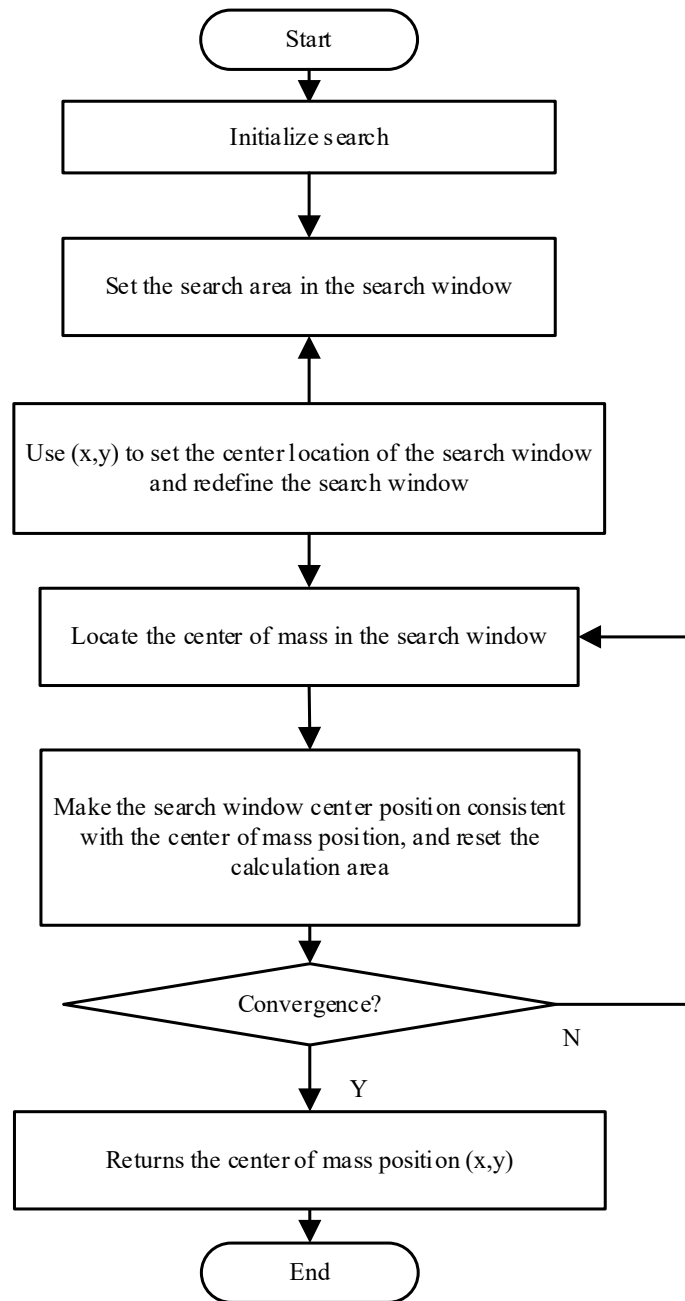 Start
Initialize search
Set the search area in the search window
Use (x,y) to set the center location of the search window
and redefine the search window
Locate the center of mass in the search window
Make the search window center position consistent
with the center of mass position, and reset the
calculation area
Convergence?
N
Y
Returns the center of mass position (x,y)
End